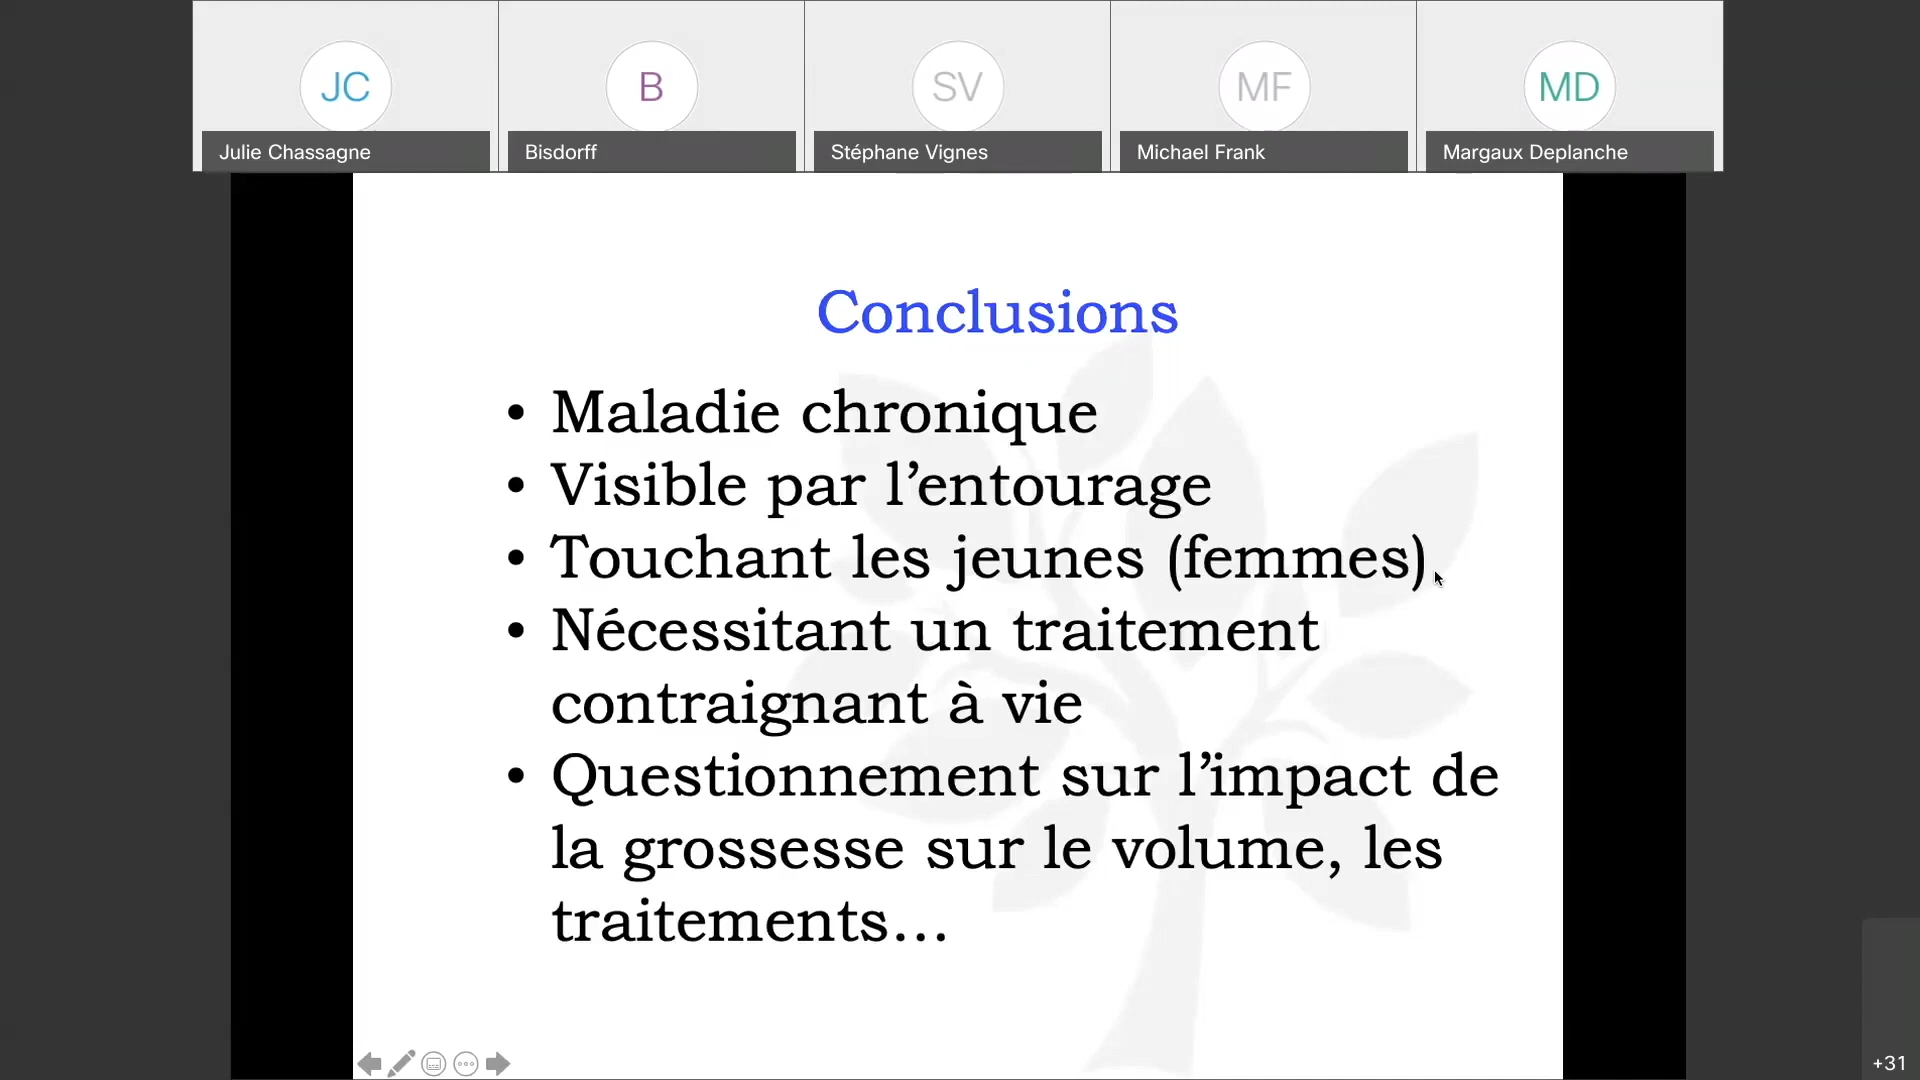 JC
B
SV
MF
MD
Julie Chassagne
Bisdorff
Stéphane Vignes
Michael Frank
Margaux Deplanche
Conclusions
• Maladie chronique
• Visible par l’entourage
• Touchant les jeunes (femmes)
• Nécessitant un traitement
contraignant à vie
• Questionnement sur l’impact de
la grossesse sur le volume, les
traitements…
+31